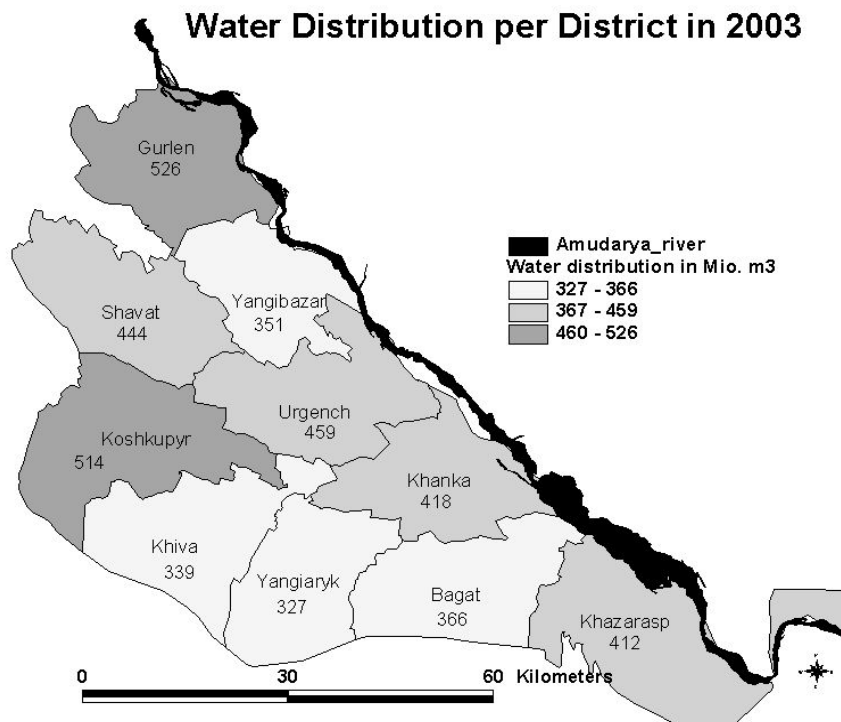 Water Distribution per District in 2003
Gurlen
526
Amudarya_river
Water distribution in Mio. m3
327 - 366
367 - 459
460 - 526
Shavat
444
Yangibazar
351
Urgench
459
Koshkupyr
514
Khanka
418
Khiva
339
Yangiaryk
327
Bagat
366
Khazarasp
412
0 30 60 Kilometers